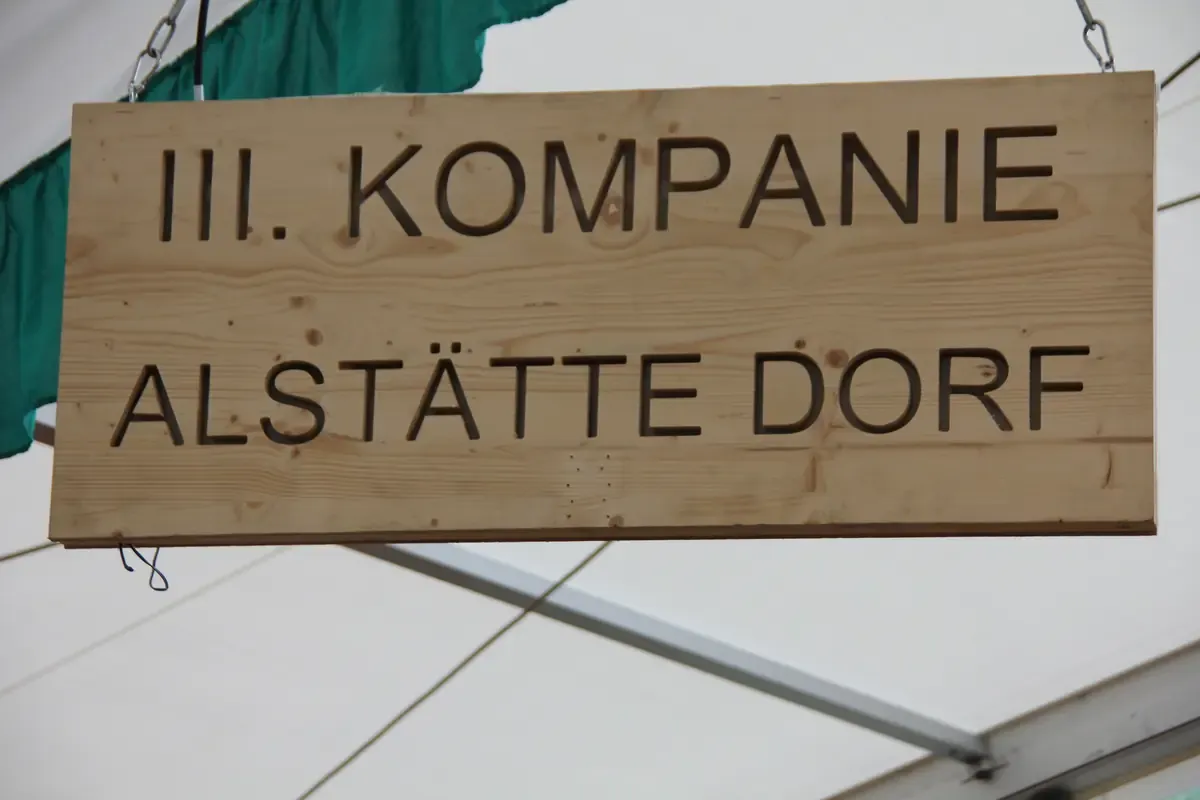 III. KOMPANIE
ALSTÄTTE DORF